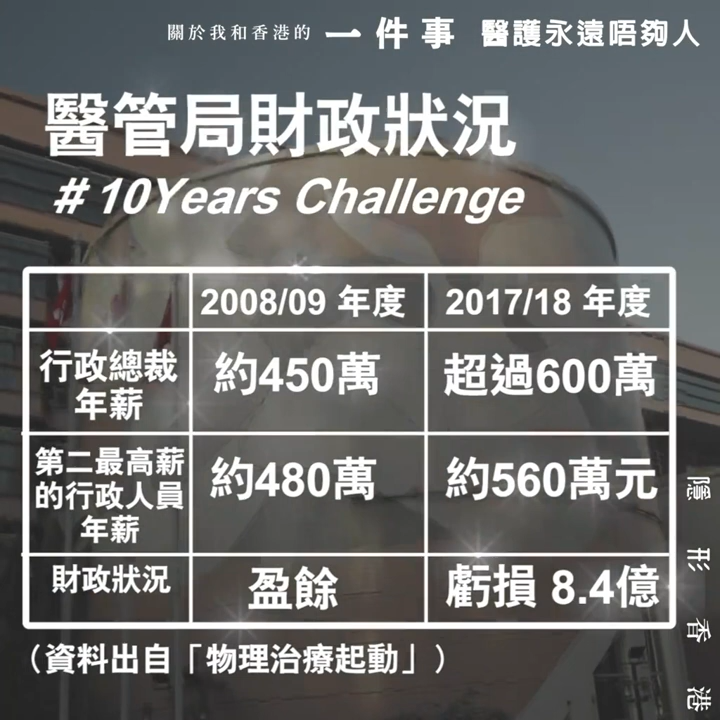 關於我和香港的 一件事 醫護永遠唔夠人
醫管局財政狀況
#10Years Challenge
2008/09 年度 2017/18 年度
行政總裁
年薪
約450萬 超過600萬
第二最高薪
的行政人員
年薪
約480萬 約560萬元
財政狀況 盈餘 虧損 8.4億
（資料出自「物理治療起動」）
隱形香港